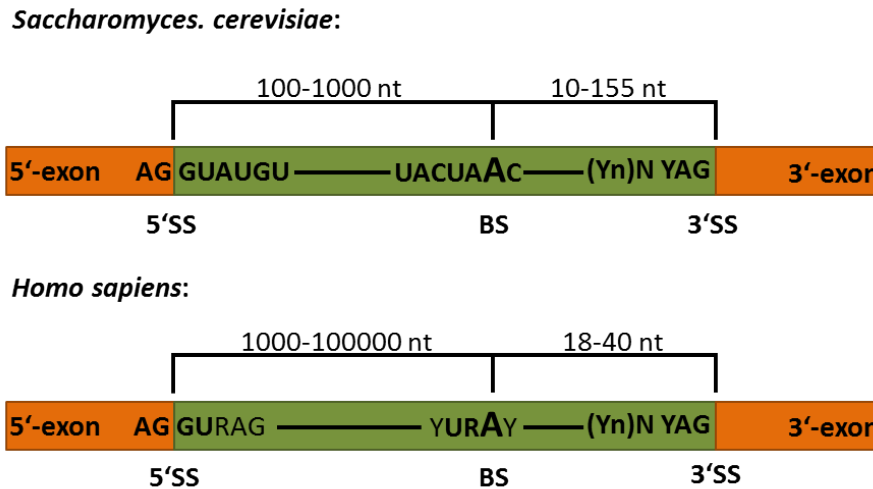 Saccharomyces. cerevisiae:
100-1000 nt 10-155 nt
5‘-exon AG GUAUGU UACUAAC (Yn)N YAG 3‘-exon
5‘SS BS 3‘SS
Homo sapiens:
1000-100000 nt 18-40 nt
5‘-exon AG GURAG YURAY (Yn)N YAG 3‘-exon
5‘SS BS 3‘SS